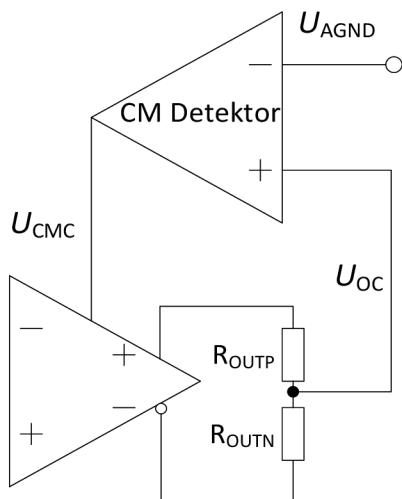 U_AGND
−
CM Detektor
+
U_CMC
U_OC
−
+
R_OUTP
−
+
R_OUTN